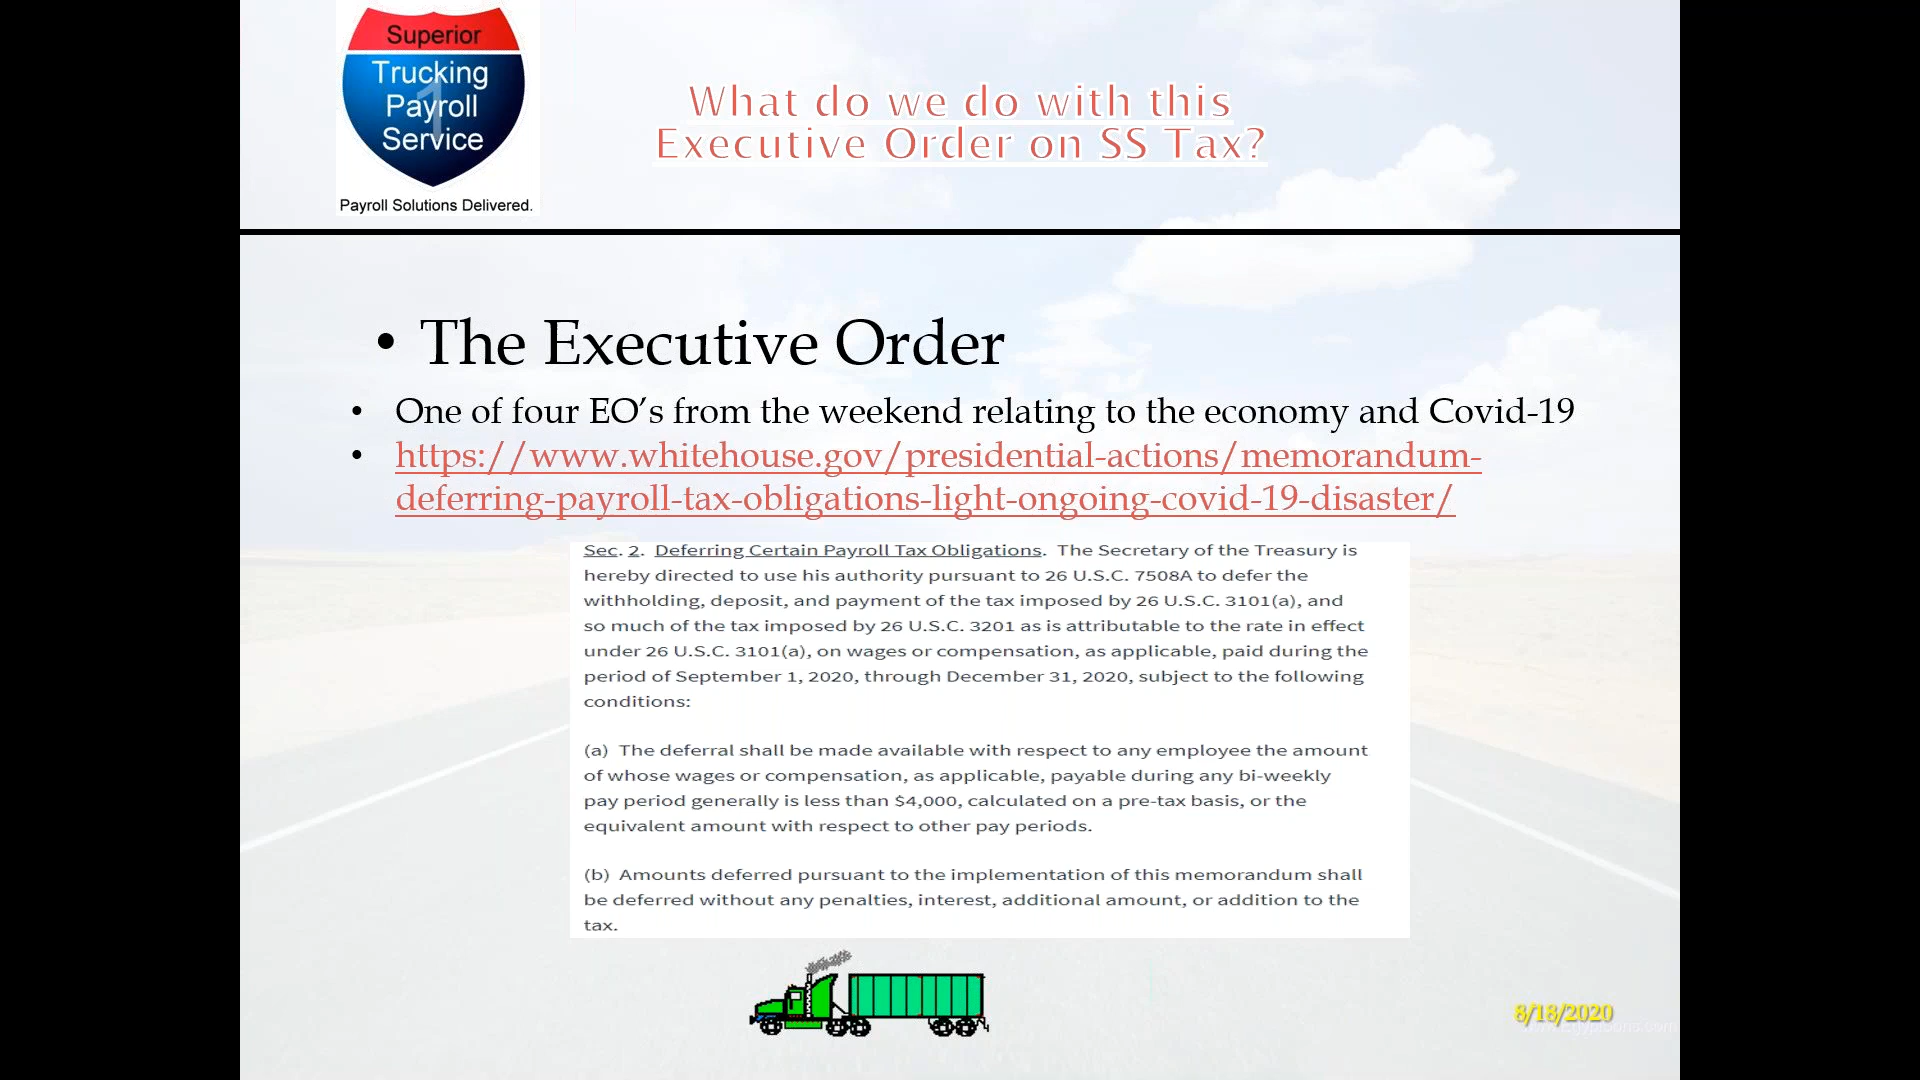 Superior
Trucking
Payroll
Service
Payroll Solutions Delivered.
What do we do with this
Executive Order on SS Tax?
• The Executive Order
• One of four EO’s from the weekend relating to the economy and Covid-19
• https://www.whitehouse.gov/presidential-actions/memorandum-
deferring-payroll-tax-obligations-light-ongoing-covid-19-disaster/
Sec. 2. Deferring Certain Payroll Tax Obligations. The Secretary of the Treasury is
hereby directed to use his authority pursuant to 26 U.S.C. 7508A to defer the
withholding, deposit, and payment of the tax imposed by 26 U.S.C. 3101(a), and
so much of the tax imposed by 26 U.S.C. 3201 as is attributable to the rate in effect
under 26 U.S.C. 3101(a), on wages or compensation, as applicable, paid during the
period of September 1, 2020, through December 31, 2020, subject to the following
conditions:
(a) The deferral shall be made available with respect to any employee the amount
of whose wages or compensation, as applicable, payable during any bi-weekly
pay period generally is less than $4,000, calculated on a pre-tax basis, or the
equivalent amount with respect to other pay periods.
(b) Amounts deferred pursuant to the implementation of this memorandum shall
be deferred without any penalties, interest, additional amount, or addition to the
tax.
8/18/2020